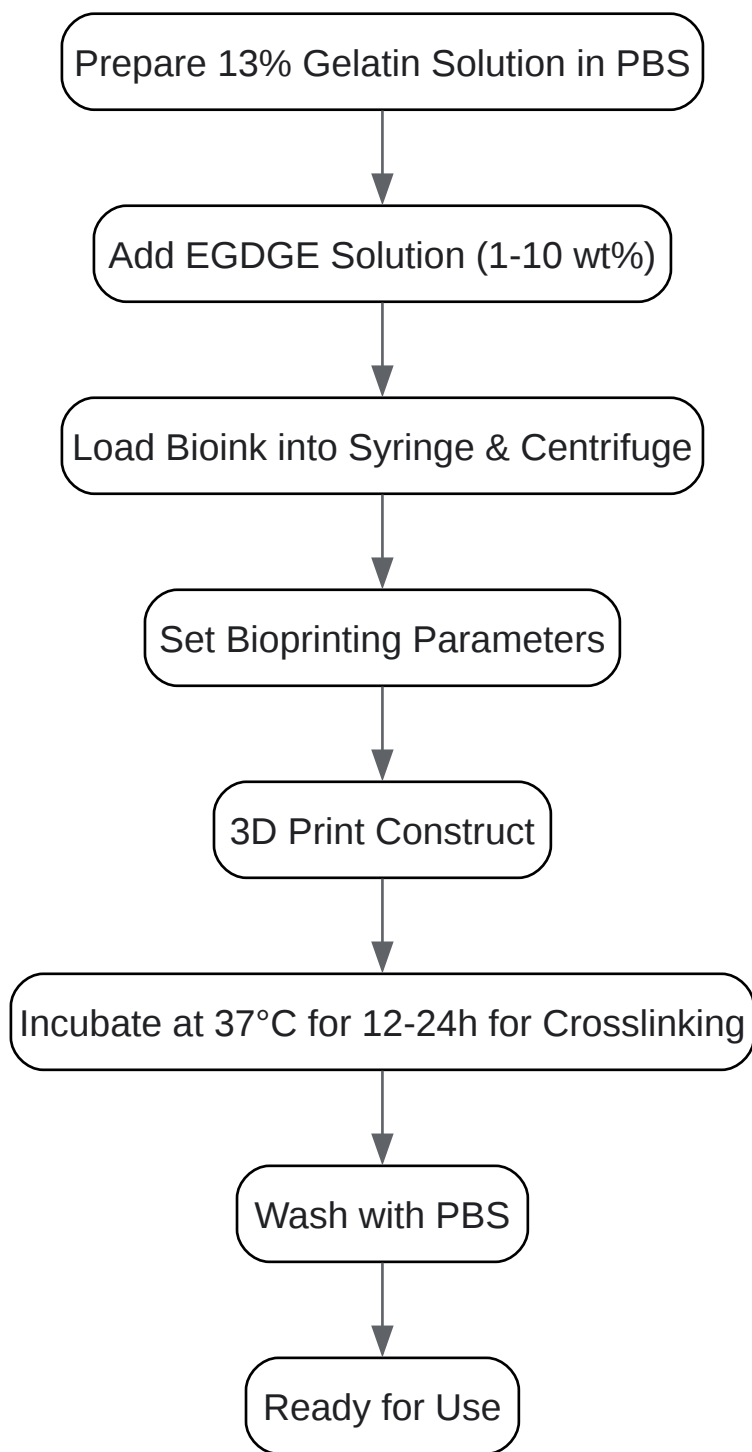 Prepare 13% Gelatin Solution in PBS
Add EGDGE Solution (1-10 wt%)
Load Bioink into Syringe & Centrifuge
Set Bioprinting Parameters
3D Print Construct
Incubate at 37°C for 12-24h for Crosslinking
Wash with PBS
Ready for Use